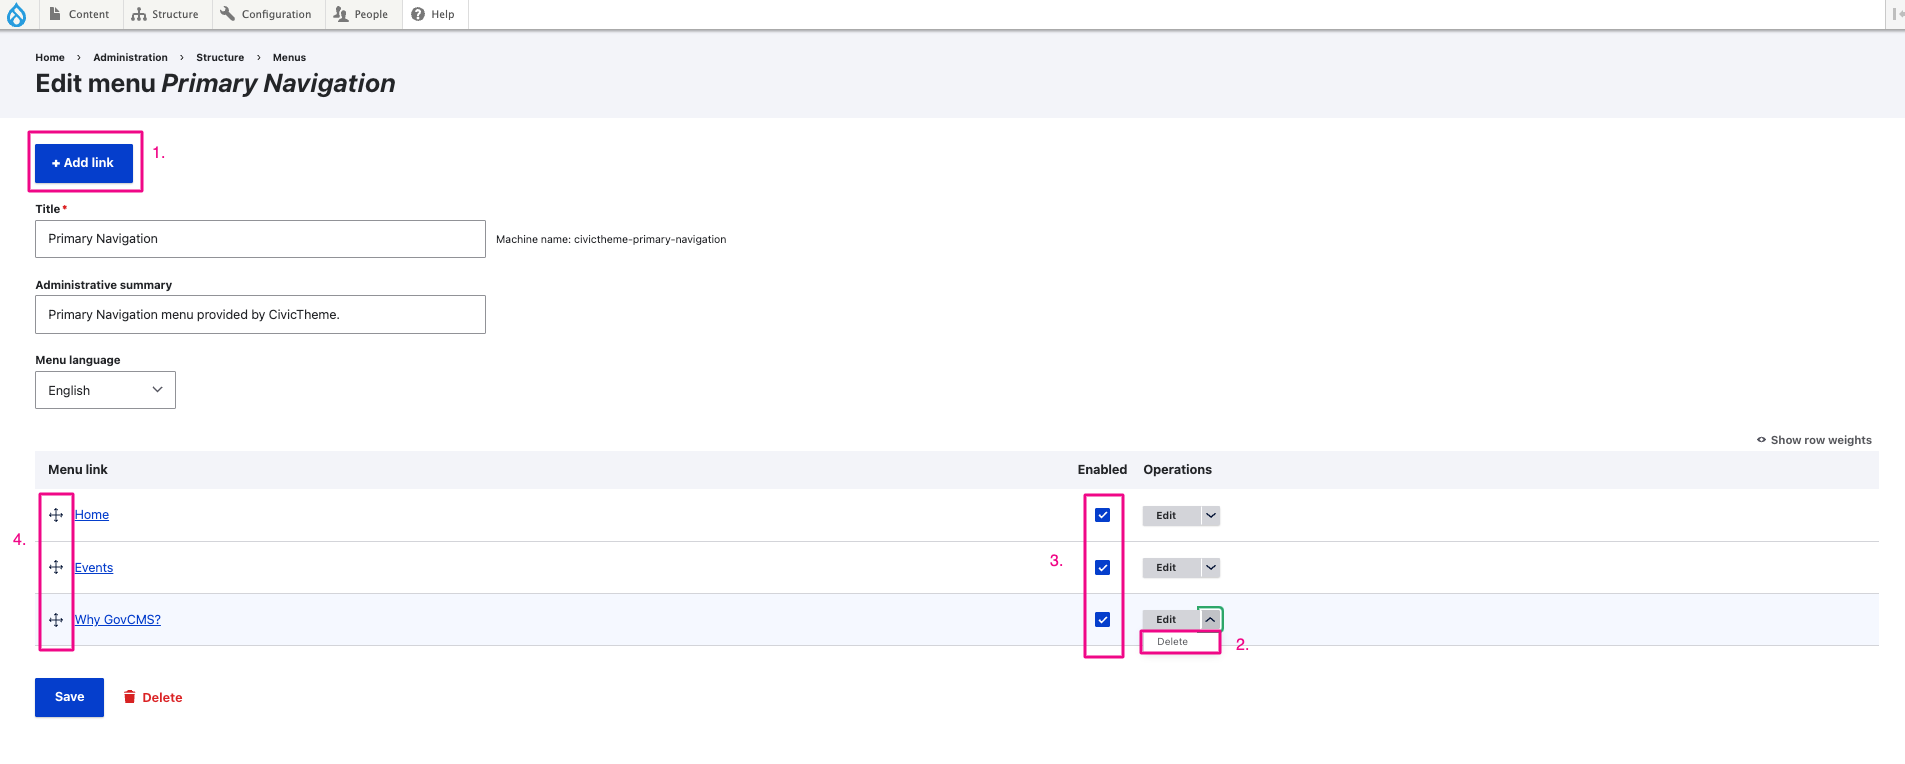 Content Structure Configuration People Help
Home › Administration › Structure › Menus
Edit menu Primary Navigation
+ Add link 1.
Title*
Primary Navigation Machine name: civictheme-primary-navigation
Administrative summary
Primary Navigation menu provided by CivicTheme.
Menu language
English
Show row weights
Menu link Enabled Operations
Home Edit
4.
3.
Events Edit
Why GovCMS? Edit
Delete 2.
Save Delete